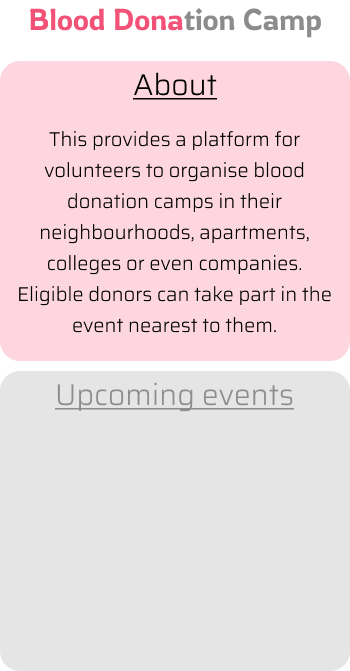 Blood Donation Camp
About
This provides a platform for
volunteers to organise blood
donation camps in their
neighbourhoods, apartments,
colleges or even companies.
Eligible donors can take part in the
event nearest to them.
Upcoming events